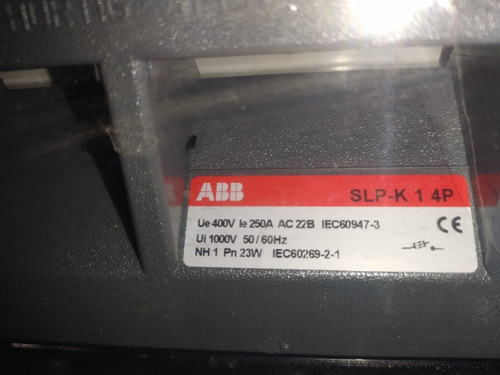 ABB SLP-K 1 4P
Ue 400V Ie 250A AC 22B IEC60947-3
Ui 1000V 50/60Hz
NH 1 Pn 23W IEC60269-2-1
CE